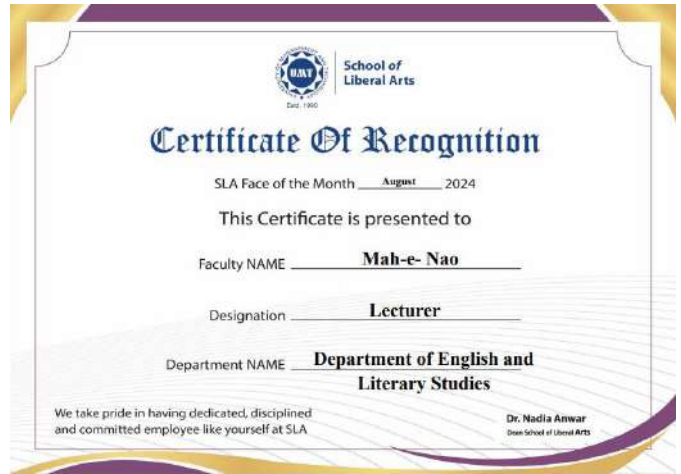 UMT
Estd. 1990
School of
Liberal Arts
Certificate Of Recognition
SLA Face of the Month August 2024
This Certificate is presented to
Faculty NAME Mah-e- Nao
Designation Lecturer
Department NAME Department of English and
Literary Studies
We take pride in having dedicated, disciplined
and committed employee like yourself at SLA
Dr. Nadia Anwar
Dean School of Liberal Arts